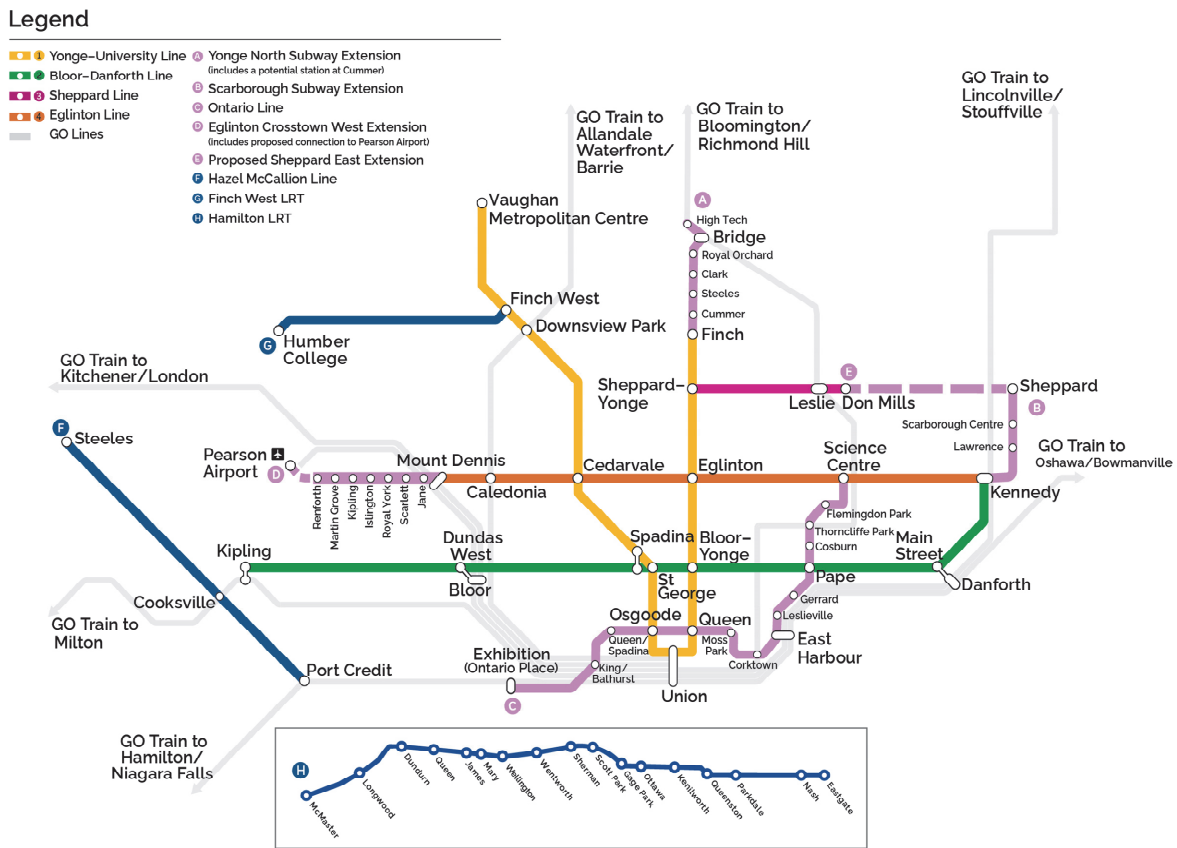 Legend
1 Yonge–University Line
2 Bloor–Danforth Line
3 Sheppard Line
4 Eglinton Line
GO Lines
A Yonge North Subway Extension
(includes a potential station at Cummer)
B Scarborough Subway Extension
C Ontario Line
D Eglinton Crosstown West Extension
(includes proposed connection to Pearson Airport)
E Proposed Sheppard East Extension
F Hazel McCallion Line
G Finch West LRT
H Hamilton LRT
GO Train to
Allandale
Waterfront/
Barrie
GO Train to
Bloomington/
Richmond Hill
GO Train to
Lincolnville/
Stouffville
Vaughan
Metropolitan Centre
A
High Tech
Bridge
Royal Orchard
Clark
Steeles
Cummer
Finch
Finch West
Downsview Park
G
Humber
College
GO Train to
Kitchener/London
Sheppard–
Yonge
Leslie
Don Mills
E
Sheppard
B
Scarborough Centre
Lawrence
GO Train to
Oshawa/Bowmanville
F
Steeles
Pearson
Airport
D
Renforth
Martin Grove
Kipling
Islington
Royal York
Scarlett
Jane
Mount Dennis
Caledonia
Cedarvale
Eglinton
Science
Centre
Kennedy
Flemingdon Park
Thorncliffe Park
Cosburn
Main
Street
Kipling
Dundas
West
Bloor
Spadina
St
George
Bloor–
Yonge
Pape
Danforth
Cooksville
GO Train to
Milton
Gerrard
Leslieville
East
Harbour
Osgoode
Queen
Queen/
Spadina
Moss
Park
Corktown
King/
Bathurst
Exhibition
(Ontario Place)
C
Union
Port Credit
GO Train to
Hamilton/
Niagara Falls
H
McMaster
Longwood
Dundurn
Queen
James
Mary
Wellington
Wentworth
Sherman
Scott Park
Gage Park
Ottawa
Kenilworth
Queenston
Parkdale
Nash
Eastgate